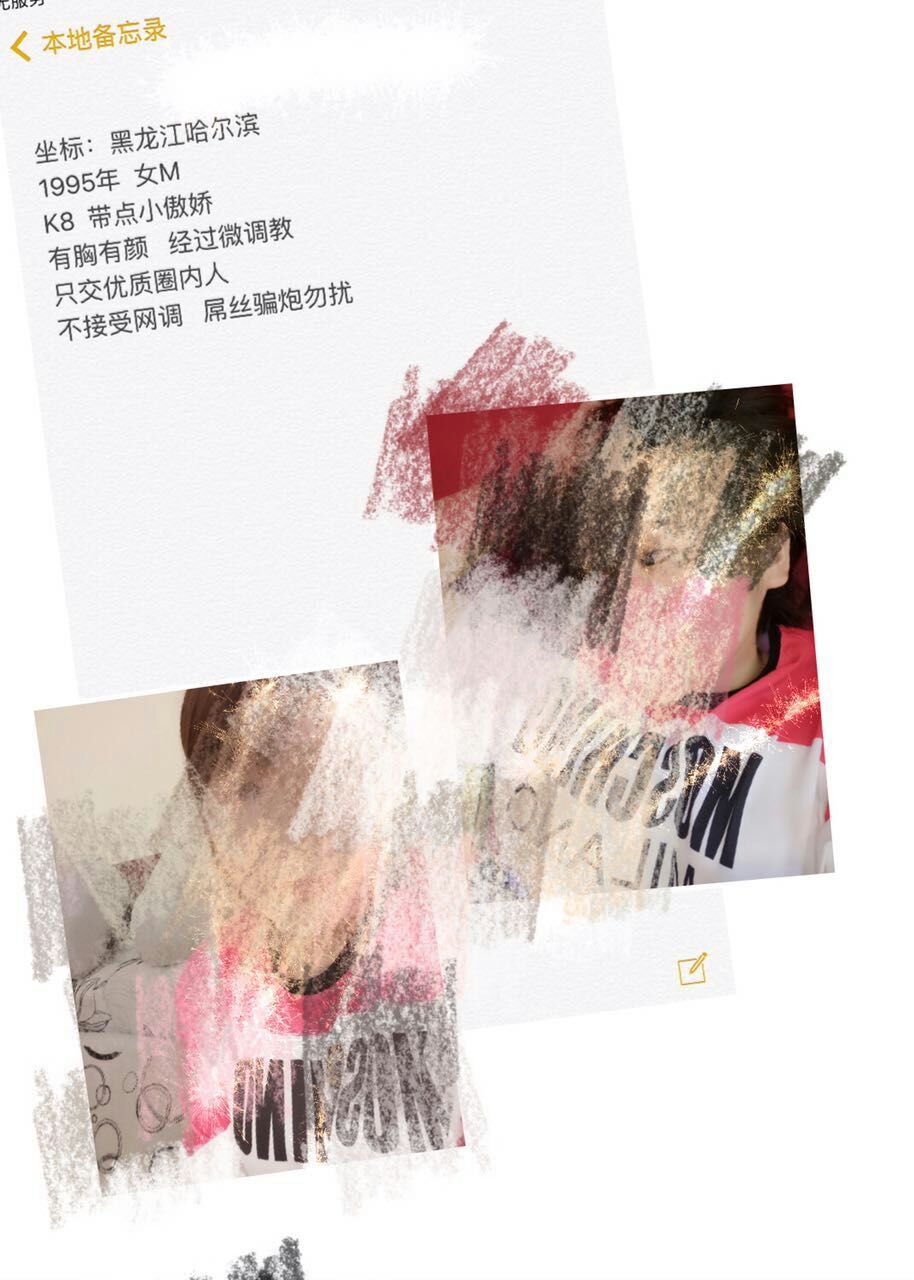 本地备忘录
坐标：黑龙江哈尔滨
1995年 女M
K8 带点小傲娇
有胸有颜 经过微调教
只交优质圈内人
不接受网调 屌丝骗炮勿扰
MOSCHINO